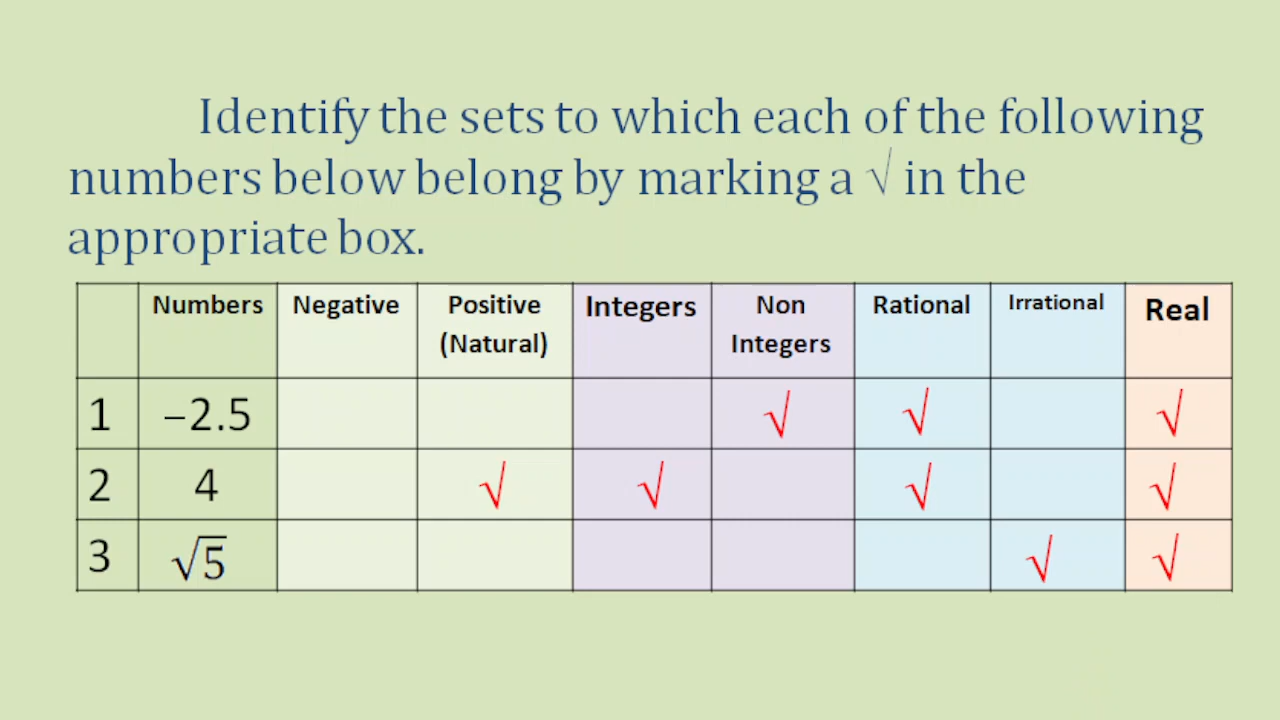 Identify the sets to which each of the following
numbers below belong by marking a √ in the
appropriate box.
Numbers Negative Positive (Natural) Integers Non Integers Rational Irrational Real
1 −2.5 √ √ √
2 4 √ √ √ √
3 √5 √ √